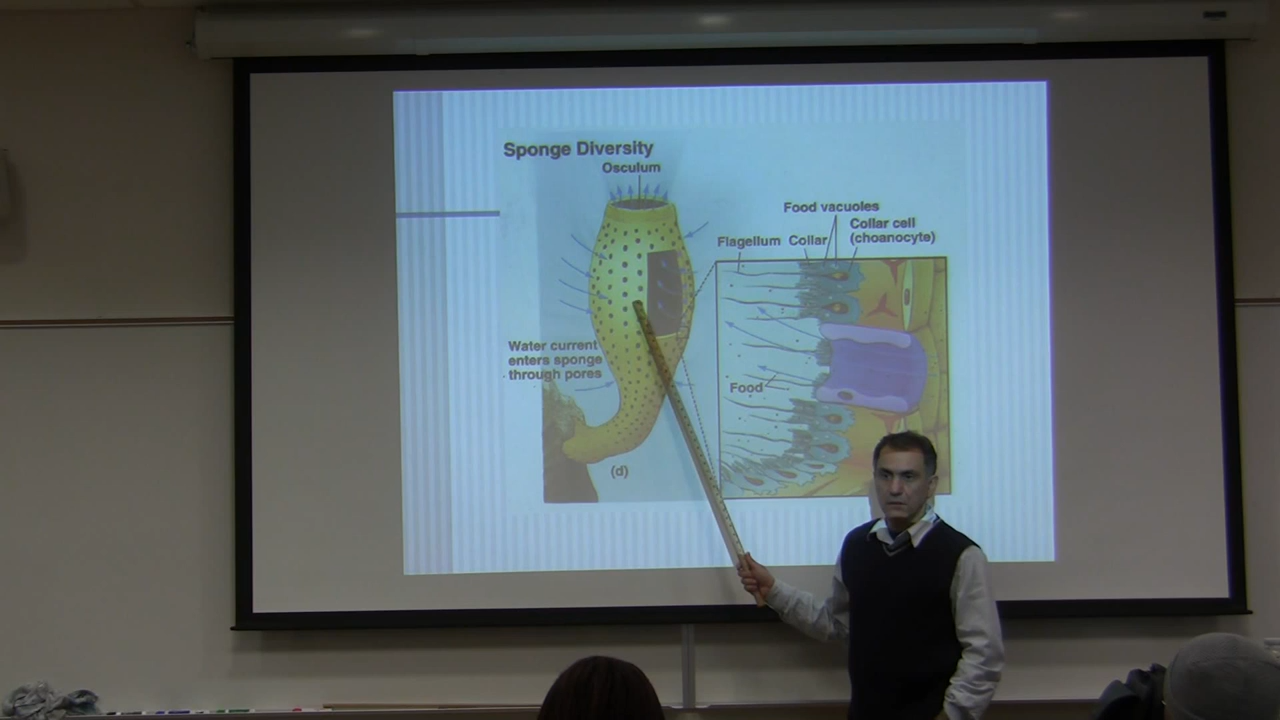 Sponge Diversity
Osculum
Food vacuoles
Collar cell
(choanocyte)
Flagellum
Collar
Water current
enters sponge
through pores
Food
(d)